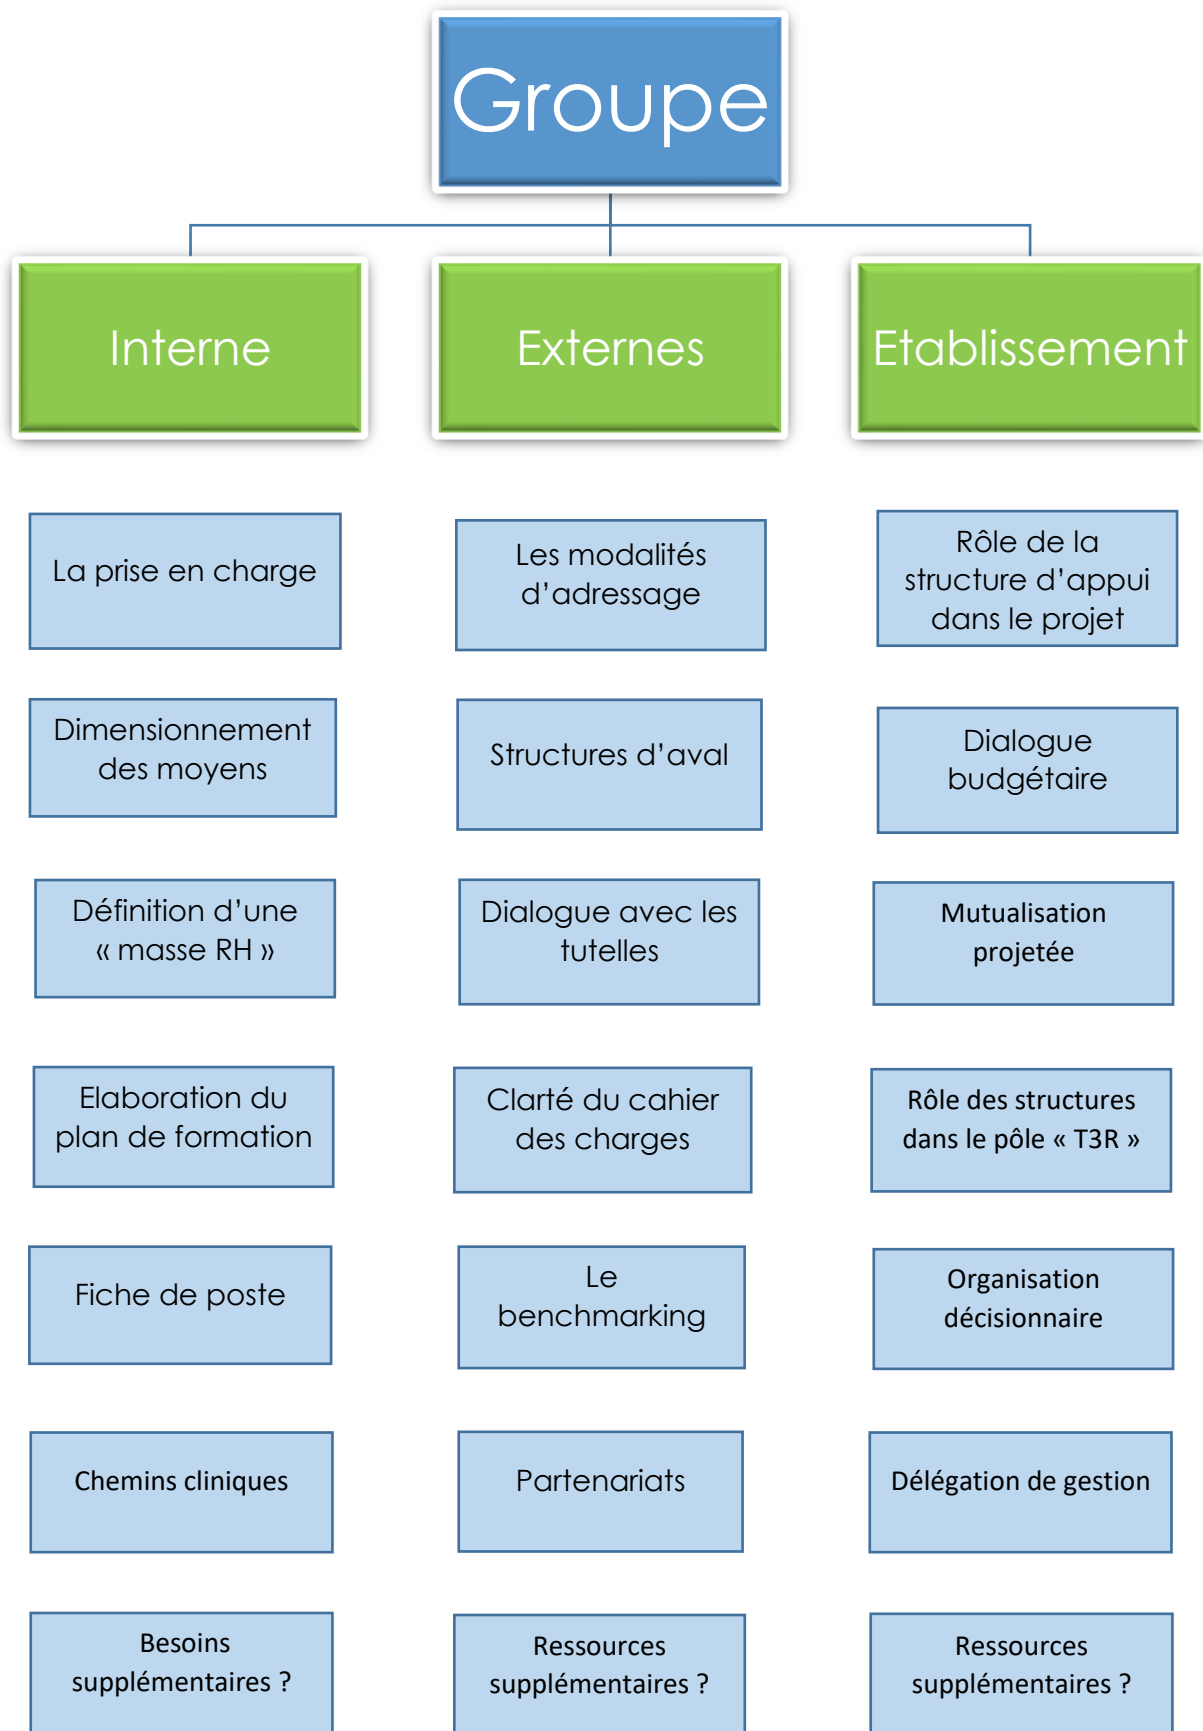 Groupe
Interne
Externes
Etablissement
La prise en charge
Les modalités
d’adressage
Rôle de la
structure d’appui
dans le projet
Dimensionnement
des moyens
Structures d’aval
Dialogue
budgétaire
Définition d’une
« masse RH »
Dialogue avec les
tutelles
Mutualisation
projetée
Elaboration du
plan de formation
Clarté du cahier
des charges
Rôle des structures
dans le pôle « T3R »
Fiche de poste
Le
benchmarking
Organisation
décisionnaire
Chemins cliniques
Partenariats
Délégation de gestion
Besoins
supplémentaires ?
Ressources
supplémentaires ?
Ressources
supplémentaires ?